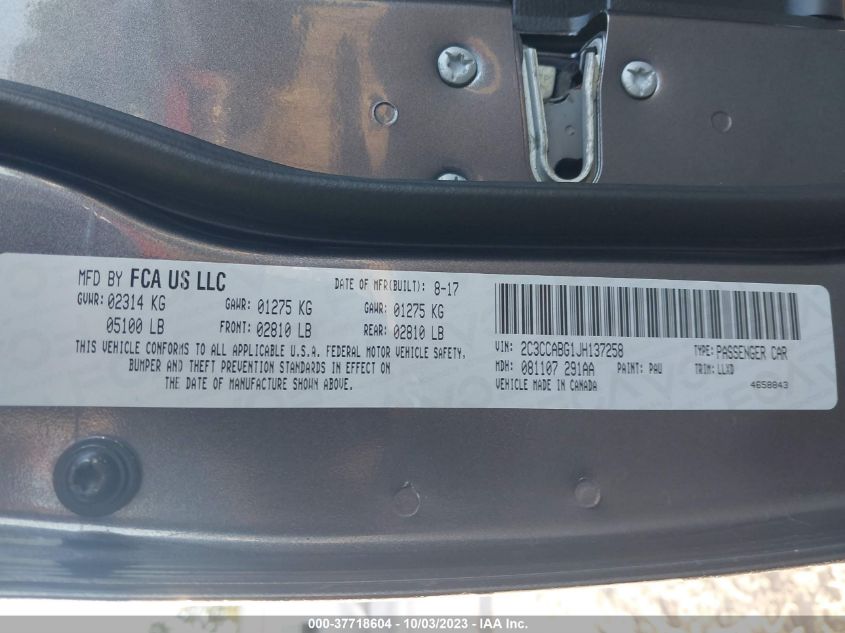 MFD BY FCA US LLC DATE OF MFR(BUILT): 8-17
GVWR: 02314 KG GAWR: 01275 KG GAWR: 01275 KG
05100 LB FRONT: 02810 LB REAR: 02810 LB
THIS VEHICLE CONFORMS TO ALL APPLICABLE U.S.A. FEDERAL MOTOR VEHICLE SAFETY,
BUMPER AND THEFT PREVENTION STANDARDS IN EFFECT ON
THE DATE OF MANUFACTURE SHOWN ABOVE.
VIN: 2C3CCABG1JH137258 TYPE: PASSENGER CAR
MDH: 081107 291AA PAINT: PAU TRIM: LLXD
VEHICLE MADE IN CANADA 4658843
000-37718604 - 10/03/2023 - IAA Inc.